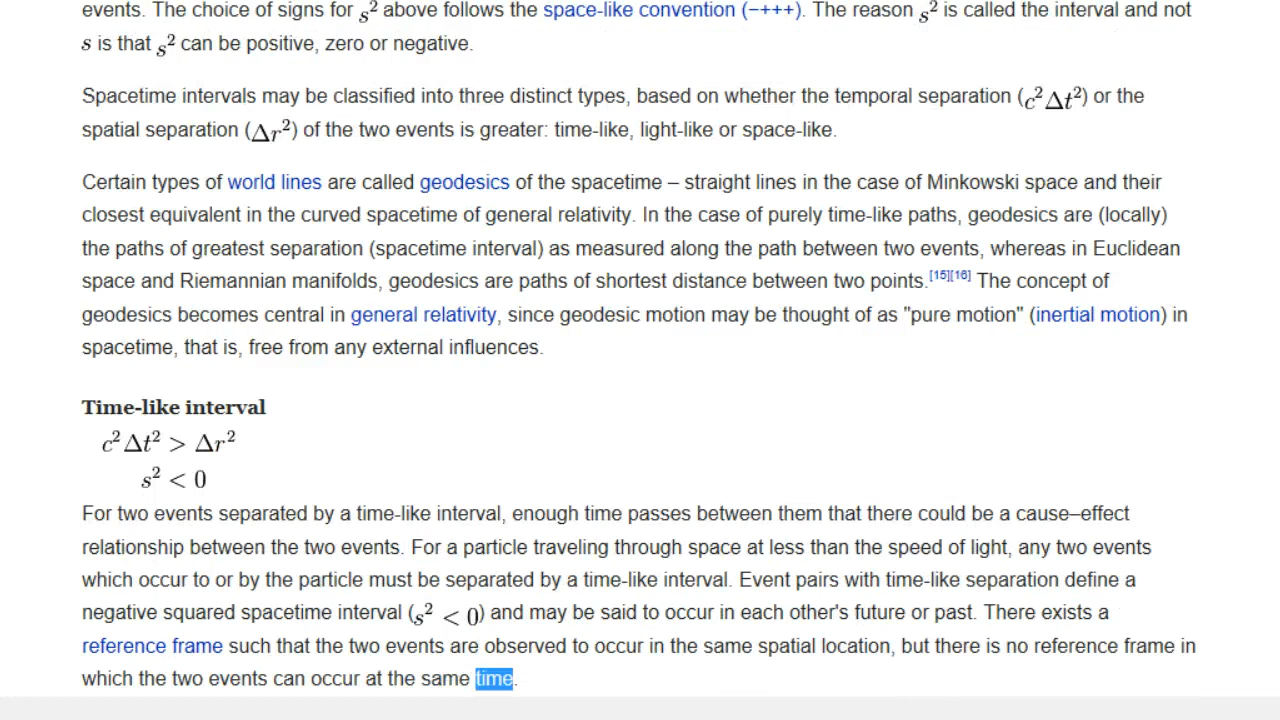 events. The choice of signs for s² above follows the space-like convention (−+++). The reason s² is called the interval and not
s is that s² can be positive, zero or negative.
Spacetime intervals may be classified into three distinct types, based on whether the temporal separation (c²Δt²) or the
spatial separation (Δr²) of the two events is greater: time-like, light-like or space-like.
Certain types of world lines are called geodesics of the spacetime – straight lines in the case of Minkowski space and their
closest equivalent in the curved spacetime of general relativity. In the case of purely time-like paths, geodesics are (locally)
the paths of greatest separation (spacetime interval) as measured along the path between two events, whereas in Euclidean
space and Riemannian manifolds, geodesics are paths of shortest distance between two points.[15][16] The concept of
geodesics becomes central in general relativity, since geodesic motion may be thought of as "pure motion" (inertial motion) in
spacetime, that is, free from any external influences.
Time-like interval
c²Δt² > Δr²
s² < 0
For two events separated by a time-like interval, enough time passes between them that there could be a cause–effect
relationship between the two events. For a particle traveling through space at less than the speed of light, any two events
which occur to or by the particle must be separated by a time-like interval. Event pairs with time-like separation define a
negative squared spacetime interval (s² < 0) and may be said to occur in each other's future or past. There exists a
reference frame such that the two events are observed to occur in the same spatial location, but there is no reference frame in
which the two events can occur at the same time.